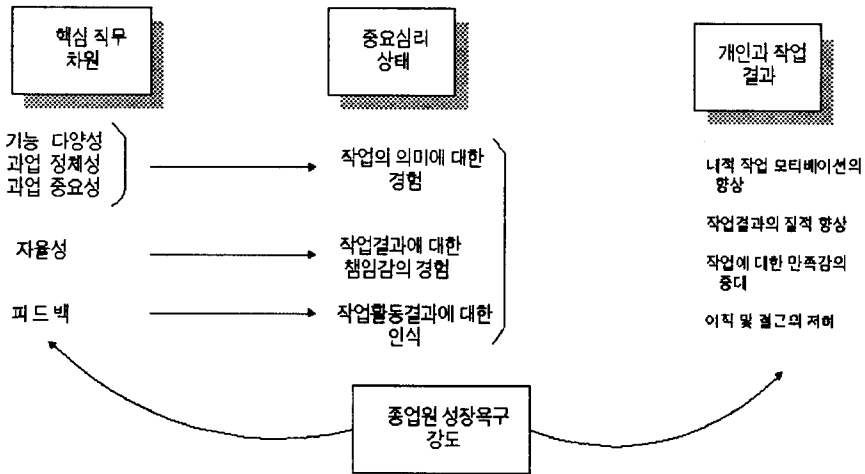 핵심 직무
차원
중요심리
상태
개인과 작업
결과
기능 다양성
과업 정체성
과업 중요성
작업의 의미에 대한
경험
내적 작업 모티베이션의
향상
자율성
작업결과에 대한
책임감의 경험
작업결과의 질적 향상
작업에 대한 만족감의
증대
피드백
작업활동결과에 대한
인식
이직 및 결근의 저하
종업원 성장욕구
강도